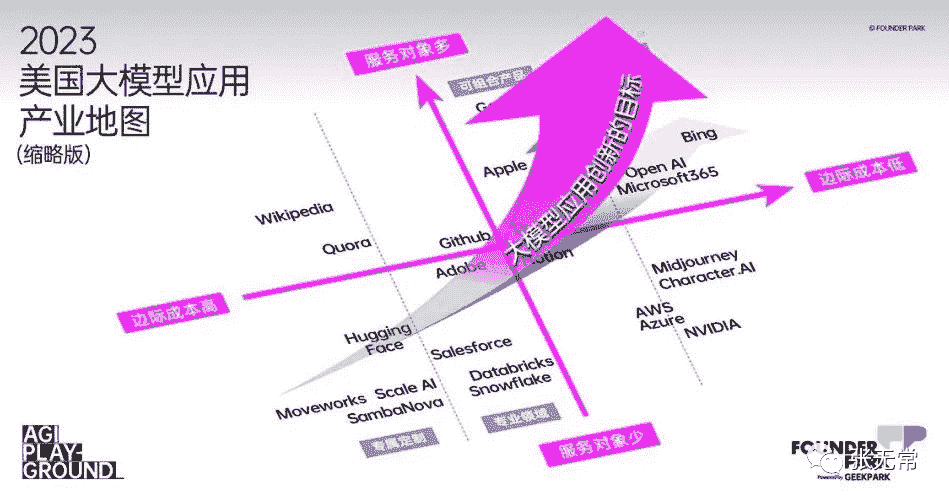 © FOUNDER PARK
2023
美国大模型应用
产业地图
(缩略版)
服务对象多
可组合产品
Apple
大模型应用创新的目标
Bing
Open AI
Microsoft365
边际成本低
Wikipedia
Quora
Github
Adobe
Midjourney
Character.AI
边际成本高
AWS
Azure
NVIDIA
Hugging
Face
Salesforce
Databricks
Snowflake
Moveworks
Scale AI
SambaNova
专业领域
服务对象少
AGI
PLAY-
GROUND
FOUNDER
PARK
Powered by GEEKPARK
张无常